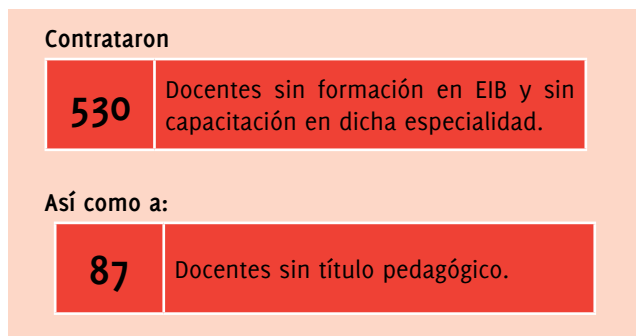 Contrataron
530
Docentes sin formación en EIB y sin
capacitación en dicha especialidad.
Así como a:
87
Docentes sin título pedagógico.